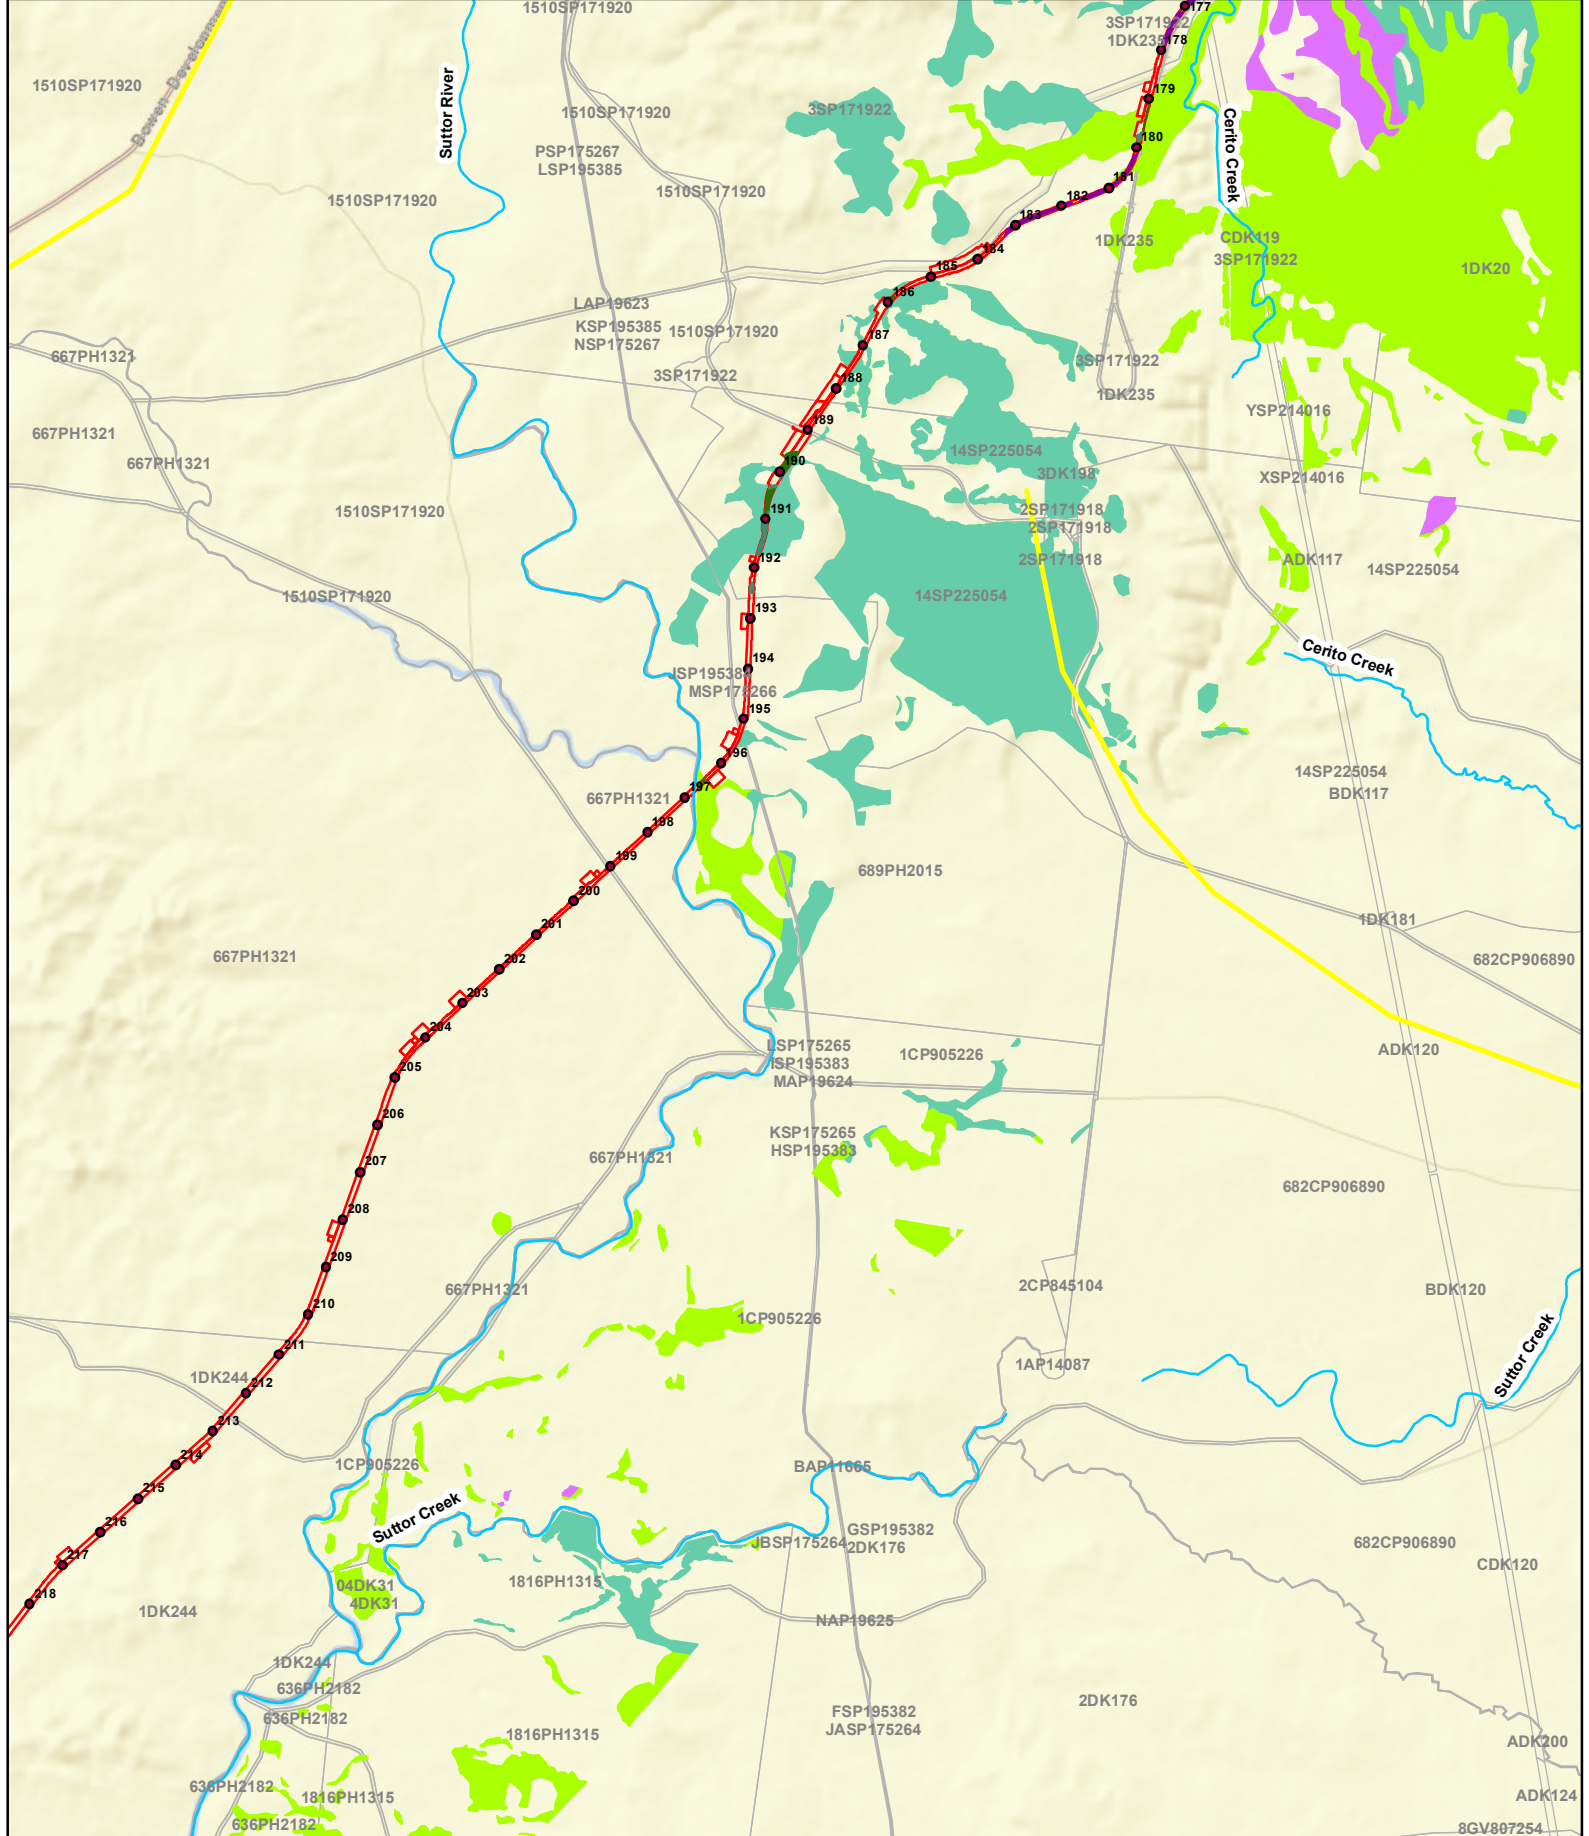 1510SP171920
177
3SP171922
1DK235
178
Bowen Developmen
1510SP171920
Suttor River
179
3SP171922
1510SP171920
Cerito Creek
180
PSP175267
LSP195385
181
1510SP171920
1510SP171920
182
183
1DK235
CDK119
3SP171922
184
1DK20
185
LAP19623
186
KSP195385
1510SP171920
NSP175267
187
667PH1321
3SP171922
3SP171922
188
1DK235
YSP214016
189
667PH1321
14SP225054
667PH1321
190
3DK198
XSP214016
1510SP171920
191
2SP171918
2SP171918
192
2SP171918
ADK117
14SP225054
1510SP171920
14SP225054
193
Cerito Creek
194
JSP195384
MSP175266
195
196
14SP225054
BDK117
197
667PH1321
198
199
689PH2015
200
1DK181
201
667PH1321
202
682CP906890
203
204
LSP175265
1CP905226
ADK120
ISP195383
205
MAP19624
206
KSP175265
HSP195383
207
667PH1321
682CP906890
208
209
667PH1321
2CP845104
BDK120
210
1CP905226
211
Suttor Creek
1AP14087
1DK244
212
213
214
1CP905226
BAP11665
215
Suttor Creek
216
GSP195382
JBSP175264
2DK176
682CP906890
217
CDK120
1816PH1315
04DK31
218
4DK31
1DK244
NAP19625
1DK244
636PH2182
2DK176
FSP195382
636PH2182
JASP175264
1816PH1315
ADK200
636PH2182
1816PH1315
ADK124
636PH2182
8GV807254